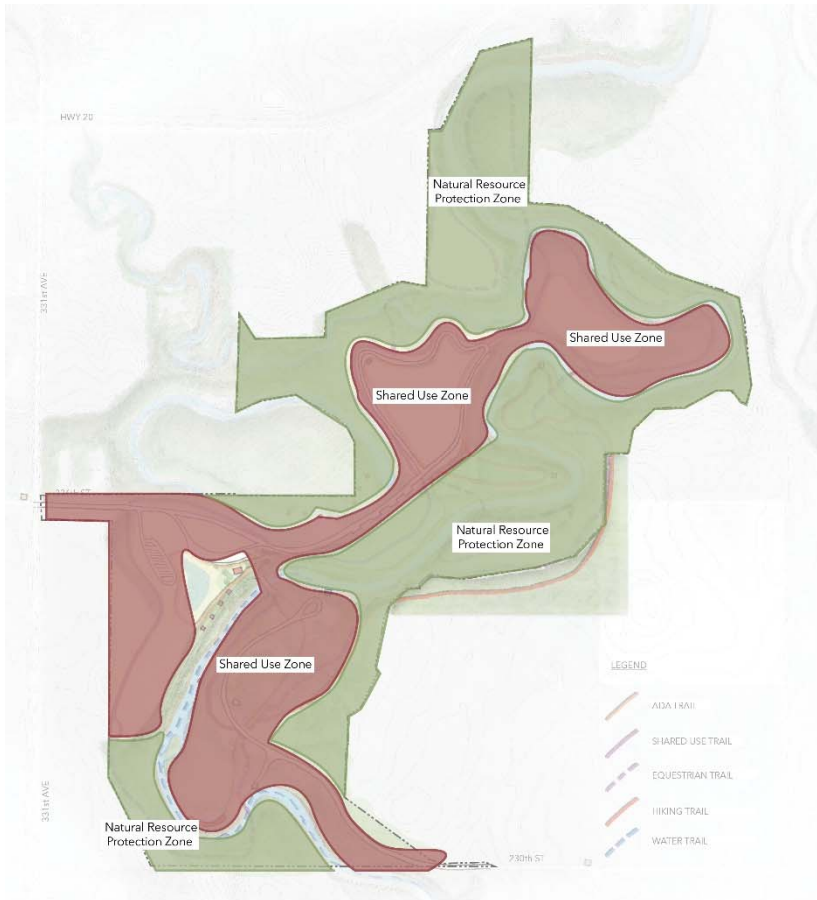 HWY 20
Natural Resource
Protection Zone
331st AVE
Shared Use Zone
Shared Use Zone
Natural Resource
Protection Zone
Shared Use Zone
LEGEND
ADA TRAIL
SHARED USE TRAIL
EQUESTRIAN TRAIL
HIKING TRAIL
WATER TRAIL
331st AVE
Natural Resource
Protection Zone
230th ST